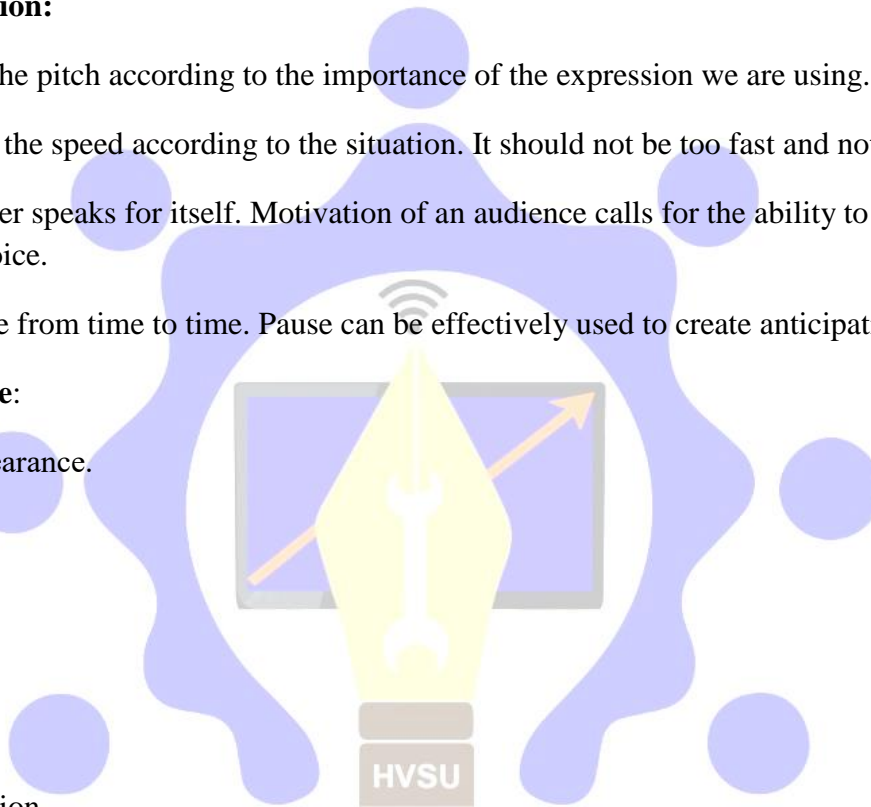 ion:
he pitch according to the importance of the expression we are using.
the speed according to the situation. It should not be too fast and no
er speaks for itself. Motivation of an audience calls for the ability to
oice.
e from time to time. Pause can be effectively used to create anticipati
e:
earance.
HVSU
ion